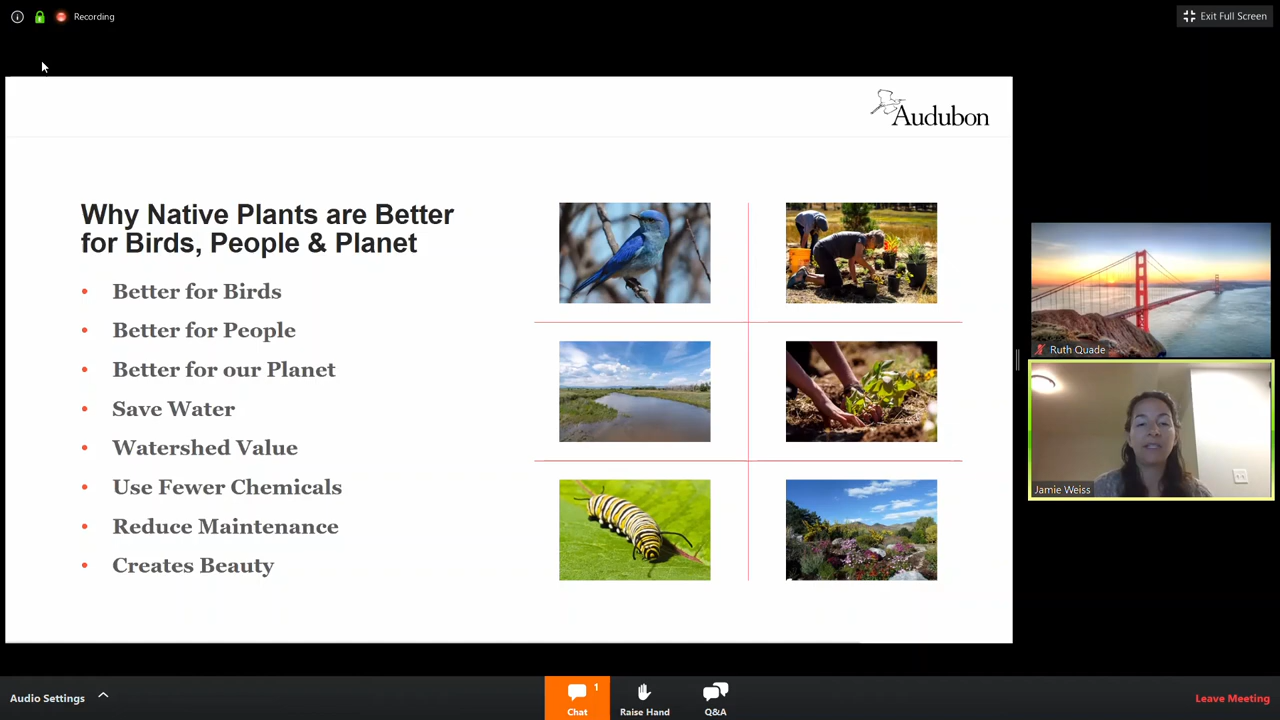 Recording
Exit Full Screen
Audubon
Why Native Plants are Better
for Birds, People & Planet
• Better for Birds
• Better for People
• Better for our Planet
• Save Water
• Watershed Value
• Use Fewer Chemicals
• Reduce Maintenance
• Creates Beauty
Ruth Quade
Jamie Weiss
Audio Settings
1
Chat
Raise Hand
Q&A
Leave Meeting